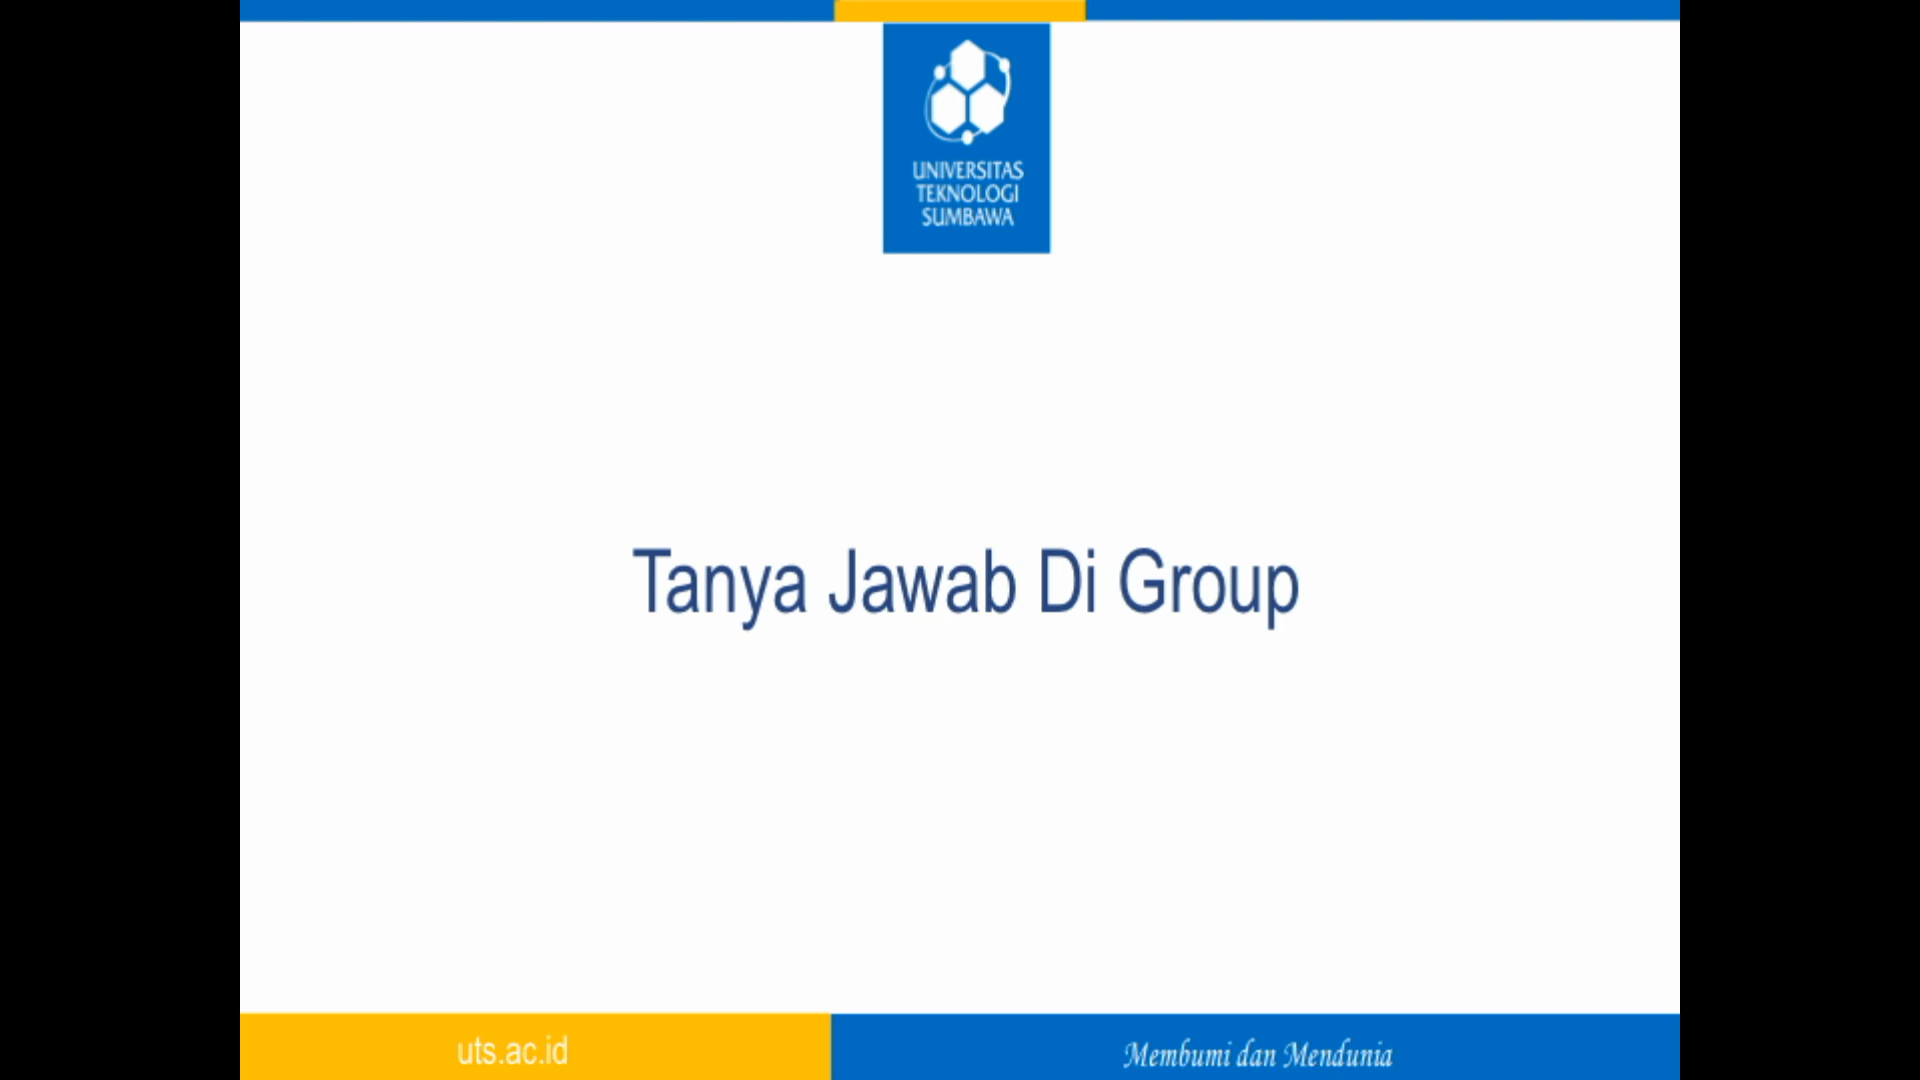 UNIVERSITAS
TEKNOLOGI
SUMBAWA
Tanya Jawab Di Group
uts.ac.id
Membumi dan Mendunia